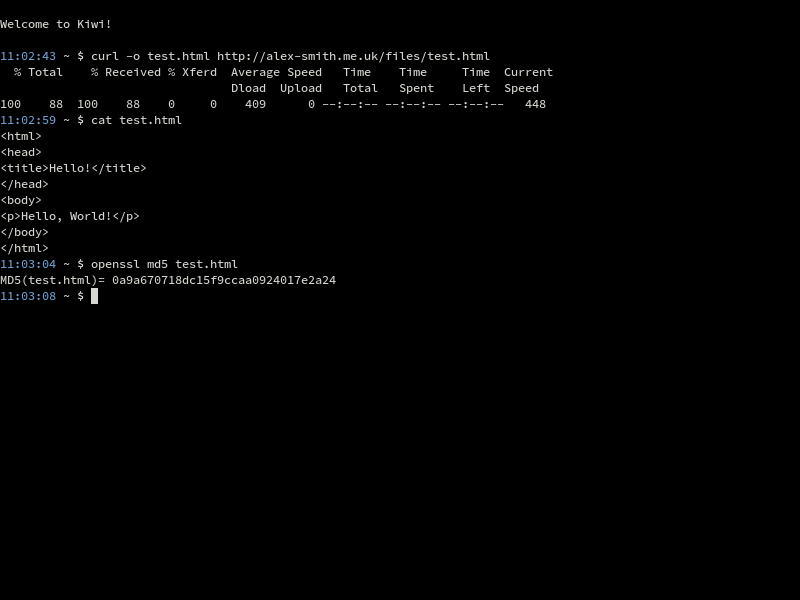 Welcome to Kiwi!
11:02:43 ~ $ curl -o test.html http://alex-smith.me.uk/files/test.html
  % Total    % Received % Xferd  Average Speed   Time    Time     Time  Current
                                 Dload  Upload   Total   Spent    Left  Speed
100    88  100    88    0     0    409      0 --:--:-- --:--:-- --:--:--   448
11:02:59 ~ $ cat test.html
<html>
<head>
<title>Hello!</title>
</head>
<body>
<p>Hello, World!</p>
</body>
</html>
11:03:04 ~ $ openssl md5 test.html
MD5(test.html)= 0a9a670718dc15f9ccaa0924017e2a24
11:03:08 ~ $